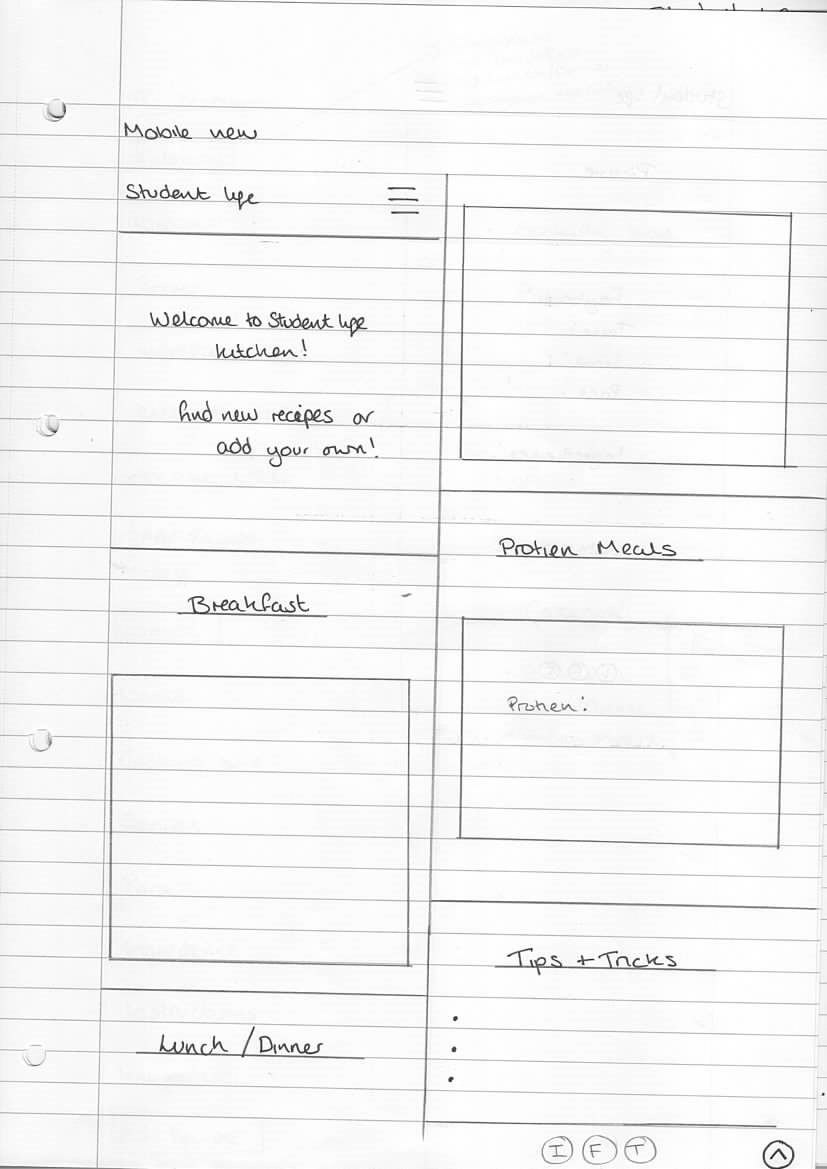 Mobile new
Student life
Welcome to Student life
kitchen!
find new recipes or
add your own!
Breakfast
Lunch / Dinner
Protien Meals
Protien:
Tips + Tricks
I F T